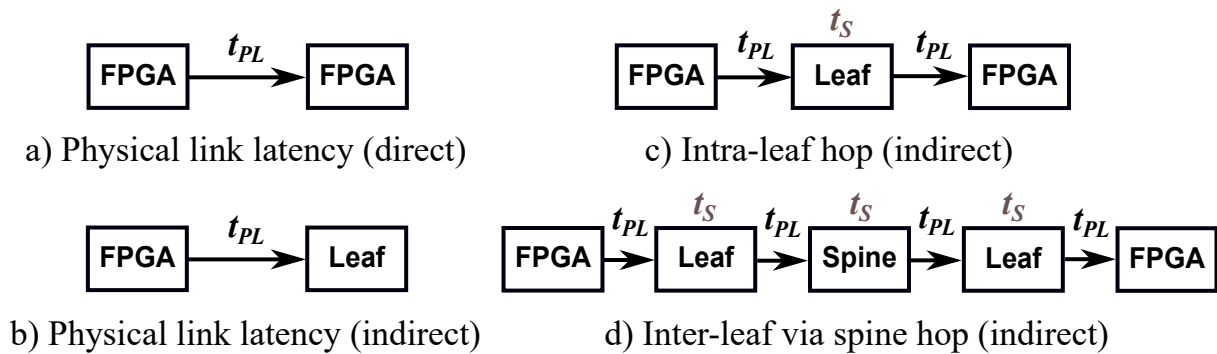 t_PL
FPGA FPGA
a) Physical link latency (direct)
t_PL
FPGA Leaf
b) Physical link latency (indirect)
t_S
t_PL t_PL
FPGA Leaf FPGA
c) Intra-leaf hop (indirect)
t_S t_S t_S
t_PL t_PL t_PL t_PL
FPGA Leaf Spine Leaf FPGA
d) Inter-leaf via spine hop (indirect)